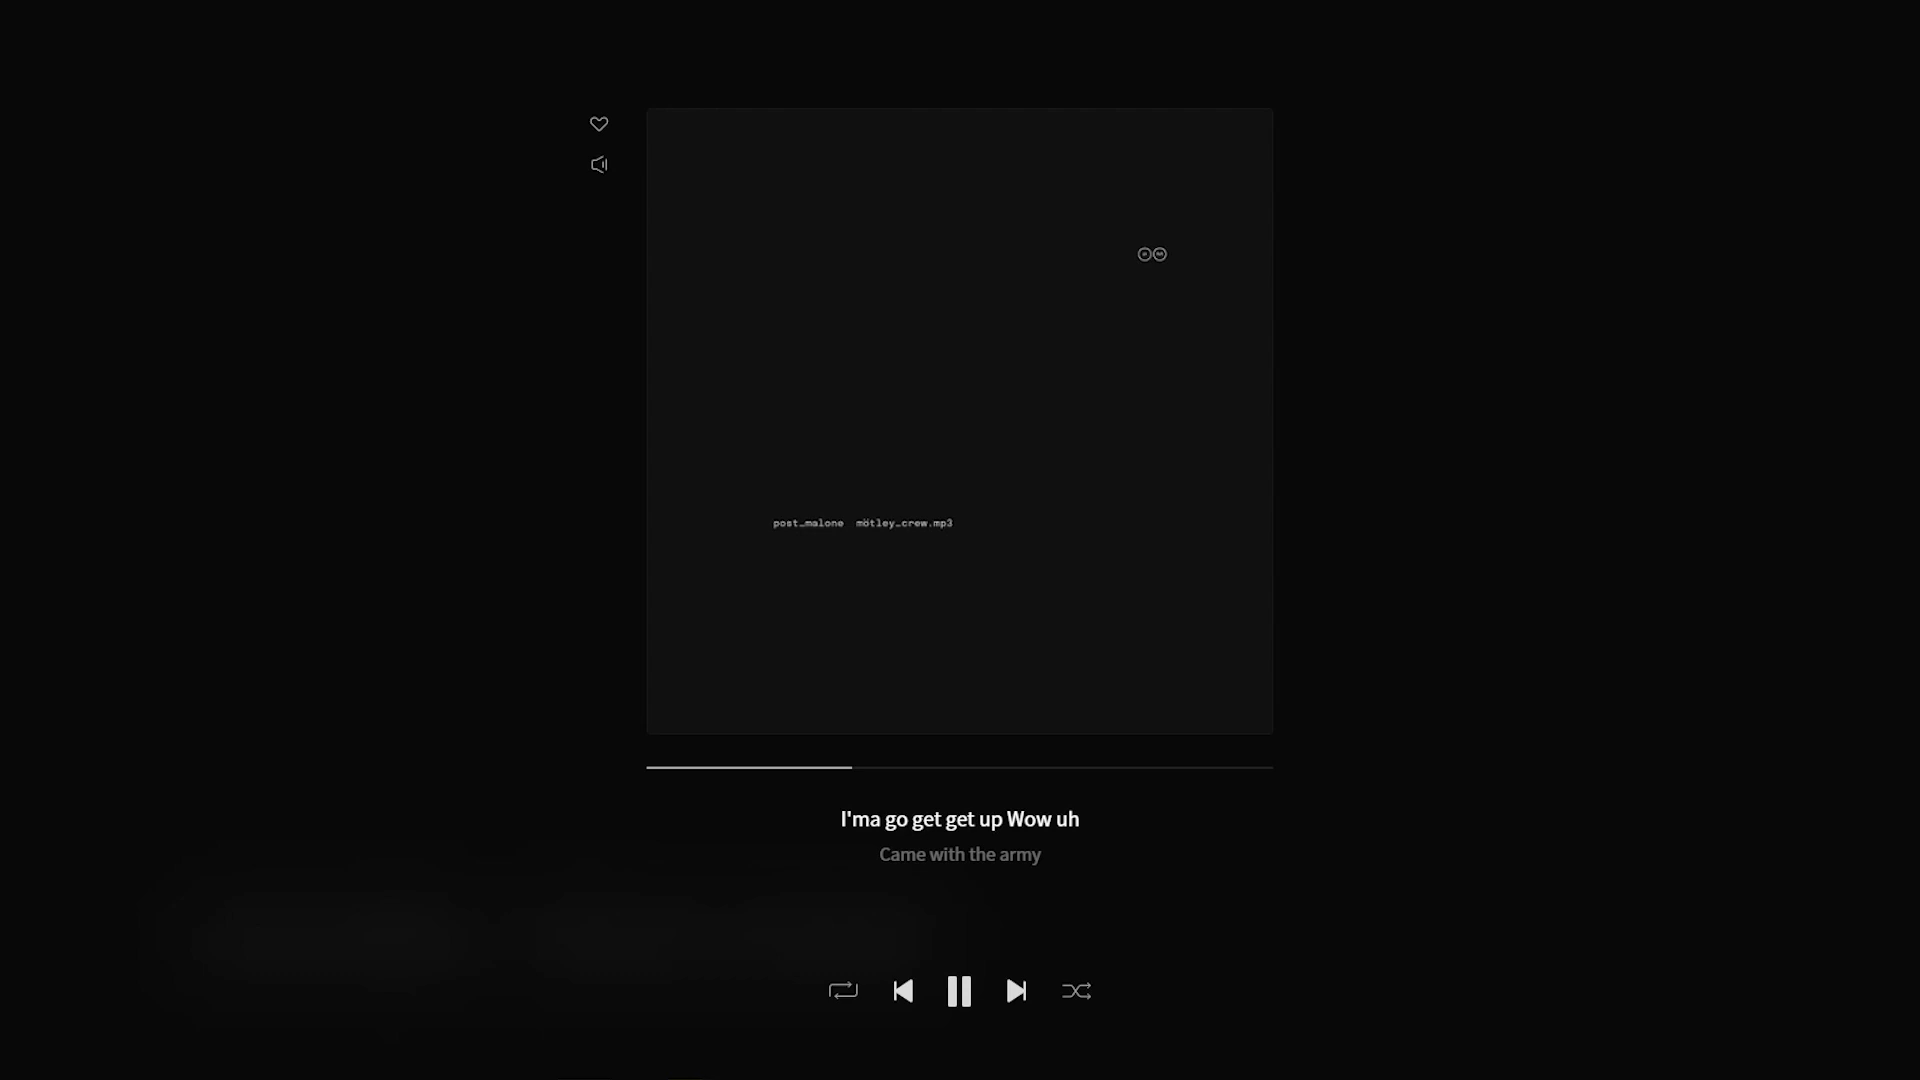 post_malone mötley_crew.mp3
I'ma go get get up Wow uh
Came with the army